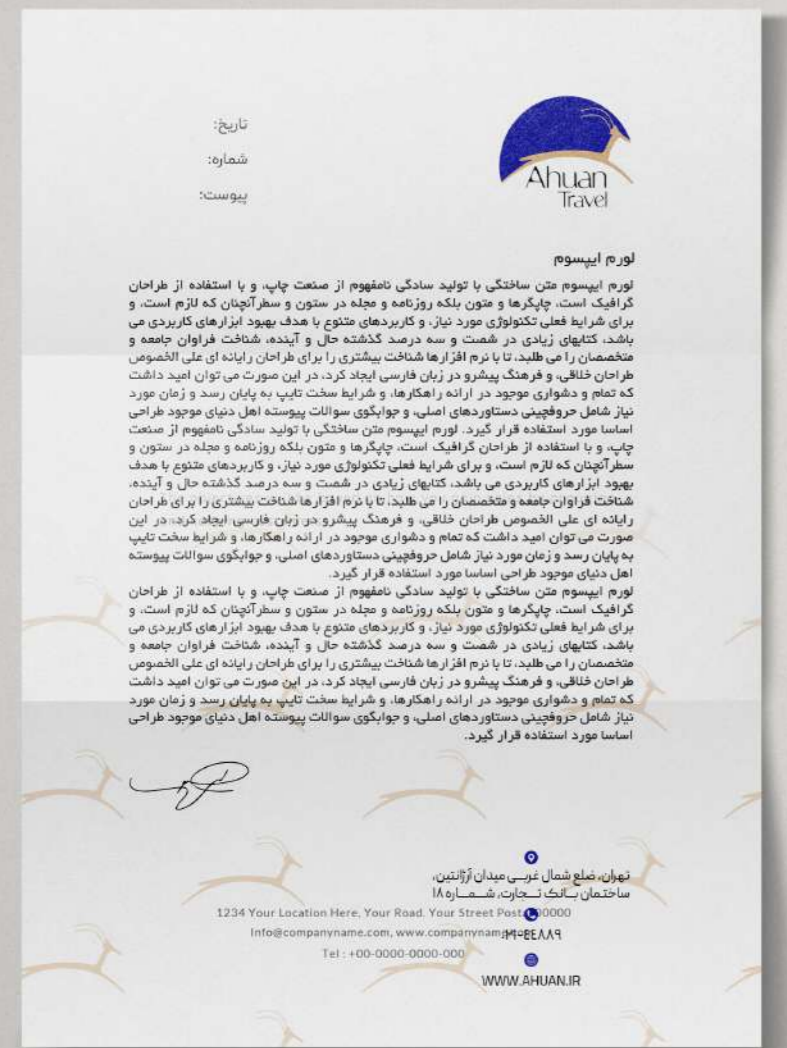 Ahuan
Travel
تاریخ:
شماره:
پیوست:
لورم ایپسوم
لورم ایپسوم متن ساختگی با تولید سادگی نامفهوم از صنعت چاپ، و با استفاده از طراحان
گرافیک است، چاپگرها و متون بلکه روزنامه و مجله در ستون و سطرآنچنان که لازم است، و
برای شرایط فعلی تکنولوژی مورد نیاز، و کاربردهای متنوع با هدف بهبود ابزارهای کاربردی می
باشد، کتابهای زیادی در شصت و سه درصد گذشته حال و آینده، شناخت فراوان جامعه و
متخصصان را می طلبد، تا با نرم افزارها شناخت بیشتری را برای طراحان رایانه ای علی الخصوص
طراحان خلاقی، و فرهنگ پیشرو در زبان فارسی ایجاد کرد، در این صورت می توان امید داشت
که تمام و دشواری موجود در ارائه راهکارها، و شرایط سخت تایپ به پایان رسد و زمان مورد
نیاز شامل حروفچینی دستاوردهای اصلی، و جوابگوی سوالات پیوسته اهل دنیای موجود طراحی
اساسا مورد استفاده قرار گیرد. لورم ایپسوم متن ساختگی با تولید سادگی نامفهوم از صنعت
چاپ، و با استفاده از طراحان گرافیک است، چاپگرها و متون بلکه روزنامه و مجله در ستون و
سطرآنچنان که لازم است، و برای شرایط فعلی تکنولوژی مورد نیاز، و کاربردهای متنوع با هدف
بهبود ابزارهای کاربردی می باشد، کتابهای زیادی در شصت و سه درصد گذشته حال و آینده،
شناخت فراوان جامعه و متخصصان را می طلبد، تا با نرم افزارها شناخت بیشتری را برای طراحان
رایانه ای علی الخصوص طراحان خلاقی، و فرهنگ پیشرو در زبان فارسی ایجاد کرد، در این
صورت می توان امید داشت که تمام و دشواری موجود در ارائه راهکارها، و شرایط سخت تایپ
به پایان رسد و زمان مورد نیاز شامل حروفچینی دستاوردهای اصلی، و جوابگوی سوالات پیوسته
اهل دنیای موجود طراحی اساسا مورد استفاده قرار گیرد.
لورم ایپسوم متن ساختگی با تولید سادگی نامفهوم از صنعت چاپ، و با استفاده از طراحان
گرافیک است، چاپگرها و متون بلکه روزنامه و مجله در ستون و سطرآنچنان که لازم است، و
برای شرایط فعلی تکنولوژی مورد نیاز، و کاربردهای متنوع با هدف بهبود ابزارهای کاربردی می
باشد، کتابهای زیادی در شصت و سه درصد گذشته حال و آینده، شناخت فراوان جامعه و
متخصصان را می طلبد، تا با نرم افزارها شناخت بیشتری را برای طراحان رایانه ای علی الخصوص
طراحان خلاقی، و فرهنگ پیشرو در زبان فارسی ایجاد کرد، در این صورت می توان امید داشت
که تمام و دشواری موجود در ارائه راهکارها، و شرایط سخت تایپ به پایان رسد و زمان مورد
نیاز شامل حروفچینی دستاوردهای اصلی، و جوابگوی سوالات پیوسته اهل دنیای موجود طراحی
اساسا مورد استفاده قرار گیرد.
تهران، ضلع شمال غربی میدان آرژانتین،
ساختمان بانک تجارت، شماره ۱۸
1234 Your Location Here, Your Road. Your Street
Info@companyname.com,
Tel : +00-0000-0000-000
WWW.AHUAN.IR